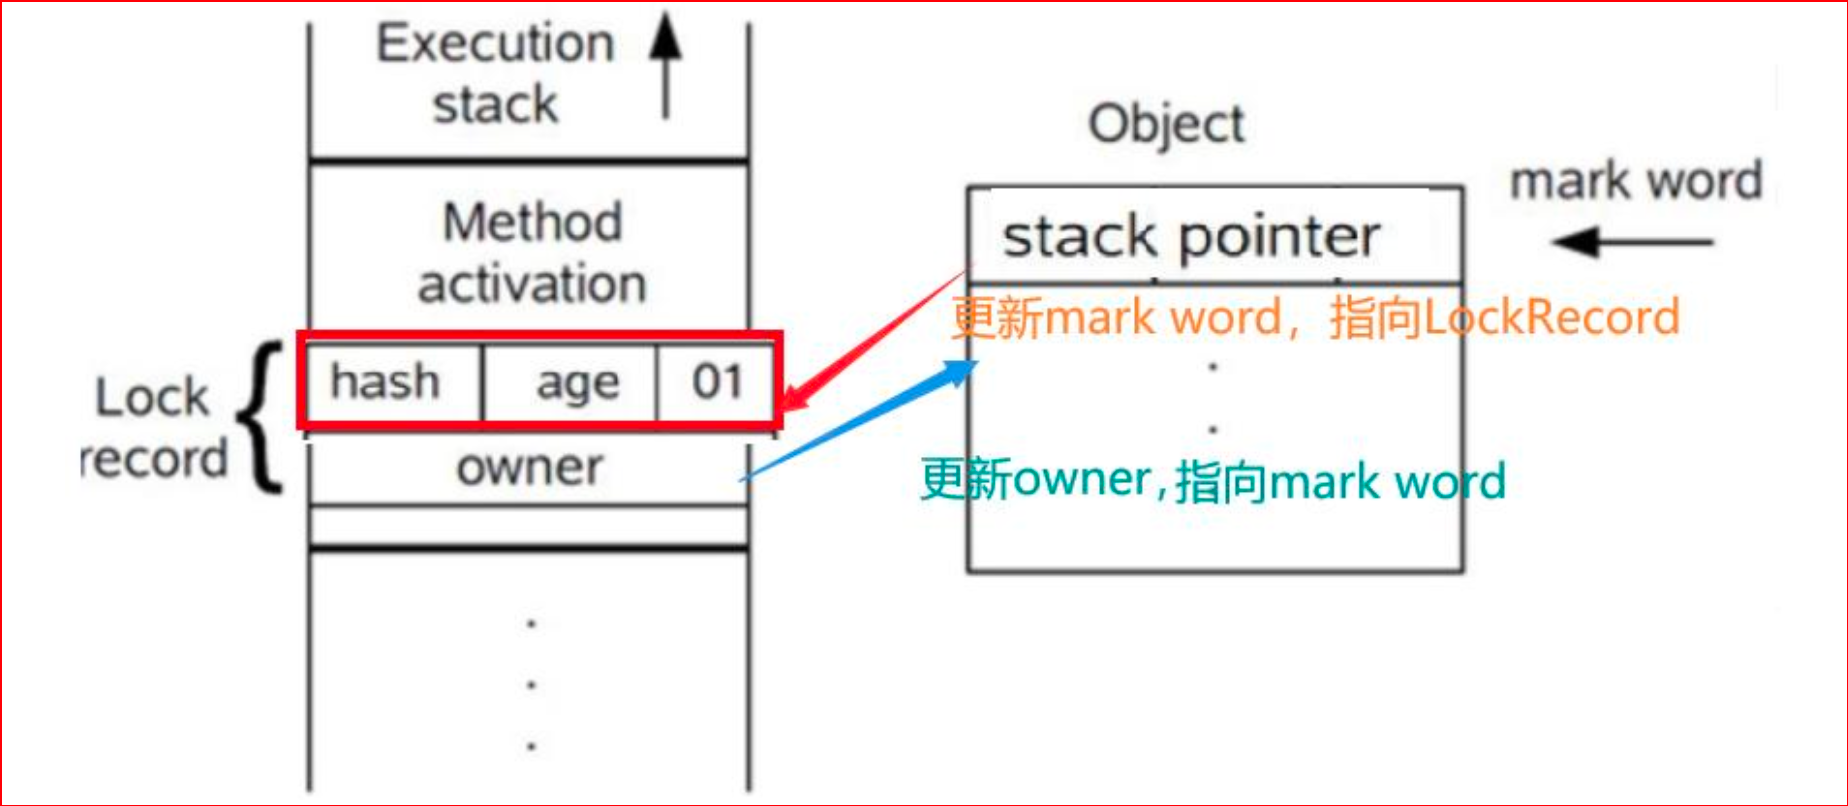 Execution
stack
Method
activation
Lock
record
hash age 01
owner
Object
mark word
stack pointer
更新mark word，指向LockRecord
更新owner,指向mark word